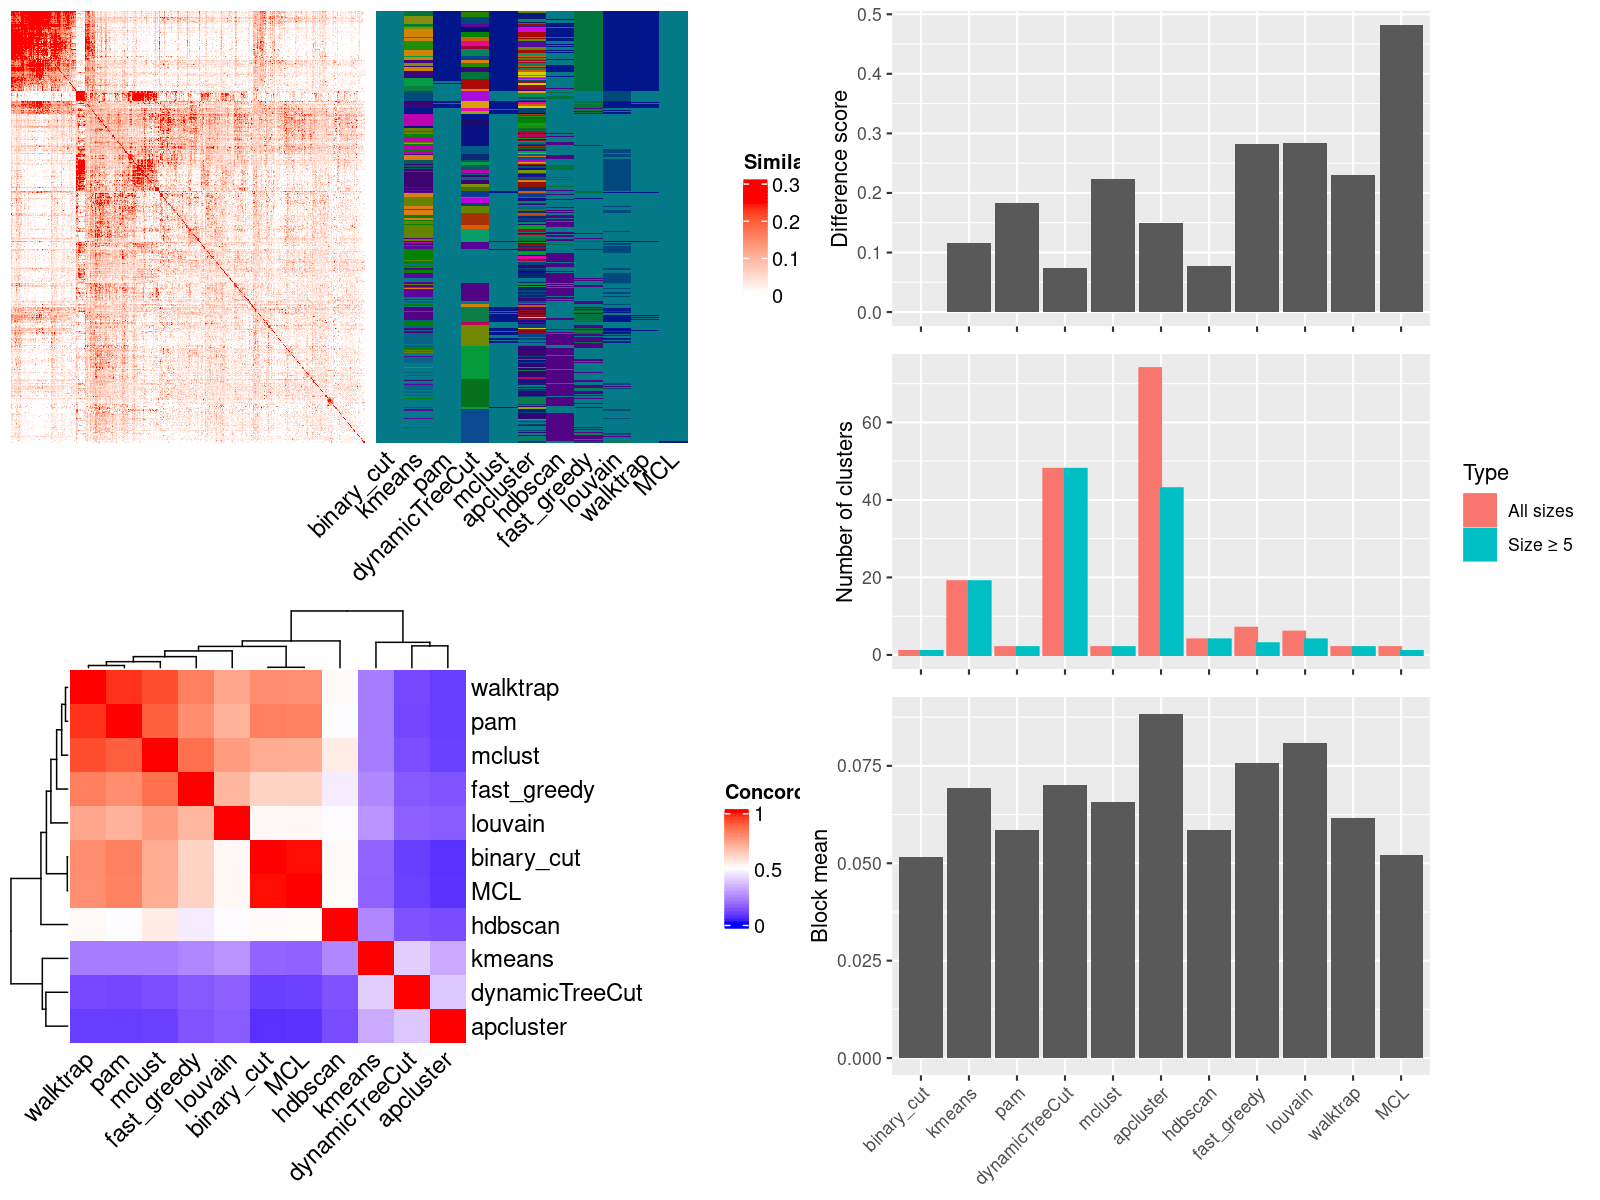 Simila
0.3
0.2
0.1
0
binary_cut
kmeans
pam
dynamicTreeCut
mclust
apcluster
hdbscan
fast_greedy
louvain
walktrap
MCL
walktrap
pam
mclust
fast_greedy
louvain
binary_cut
MCL
hdbscan
kmeans
dynamicTreeCut
apcluster
walktrap
pam
mclust
fast_greedy
louvain
binary_cut
MCL
hdbscan
kmeans
dynamicTreeCut
apcluster
Concord
1
0.5
0
Difference score
0.5
0.4
0.3
0.2
0.1
0.0
Number of clusters
60
40
20
0
Type
All sizes
Size ≥ 5
Block mean
0.075
0.050
0.025
0.000
binary_cut
kmeans
pam
dynamicTreeCut
mclust
apcluster
hdbscan
fast_greedy
louvain
walktrap
MCL